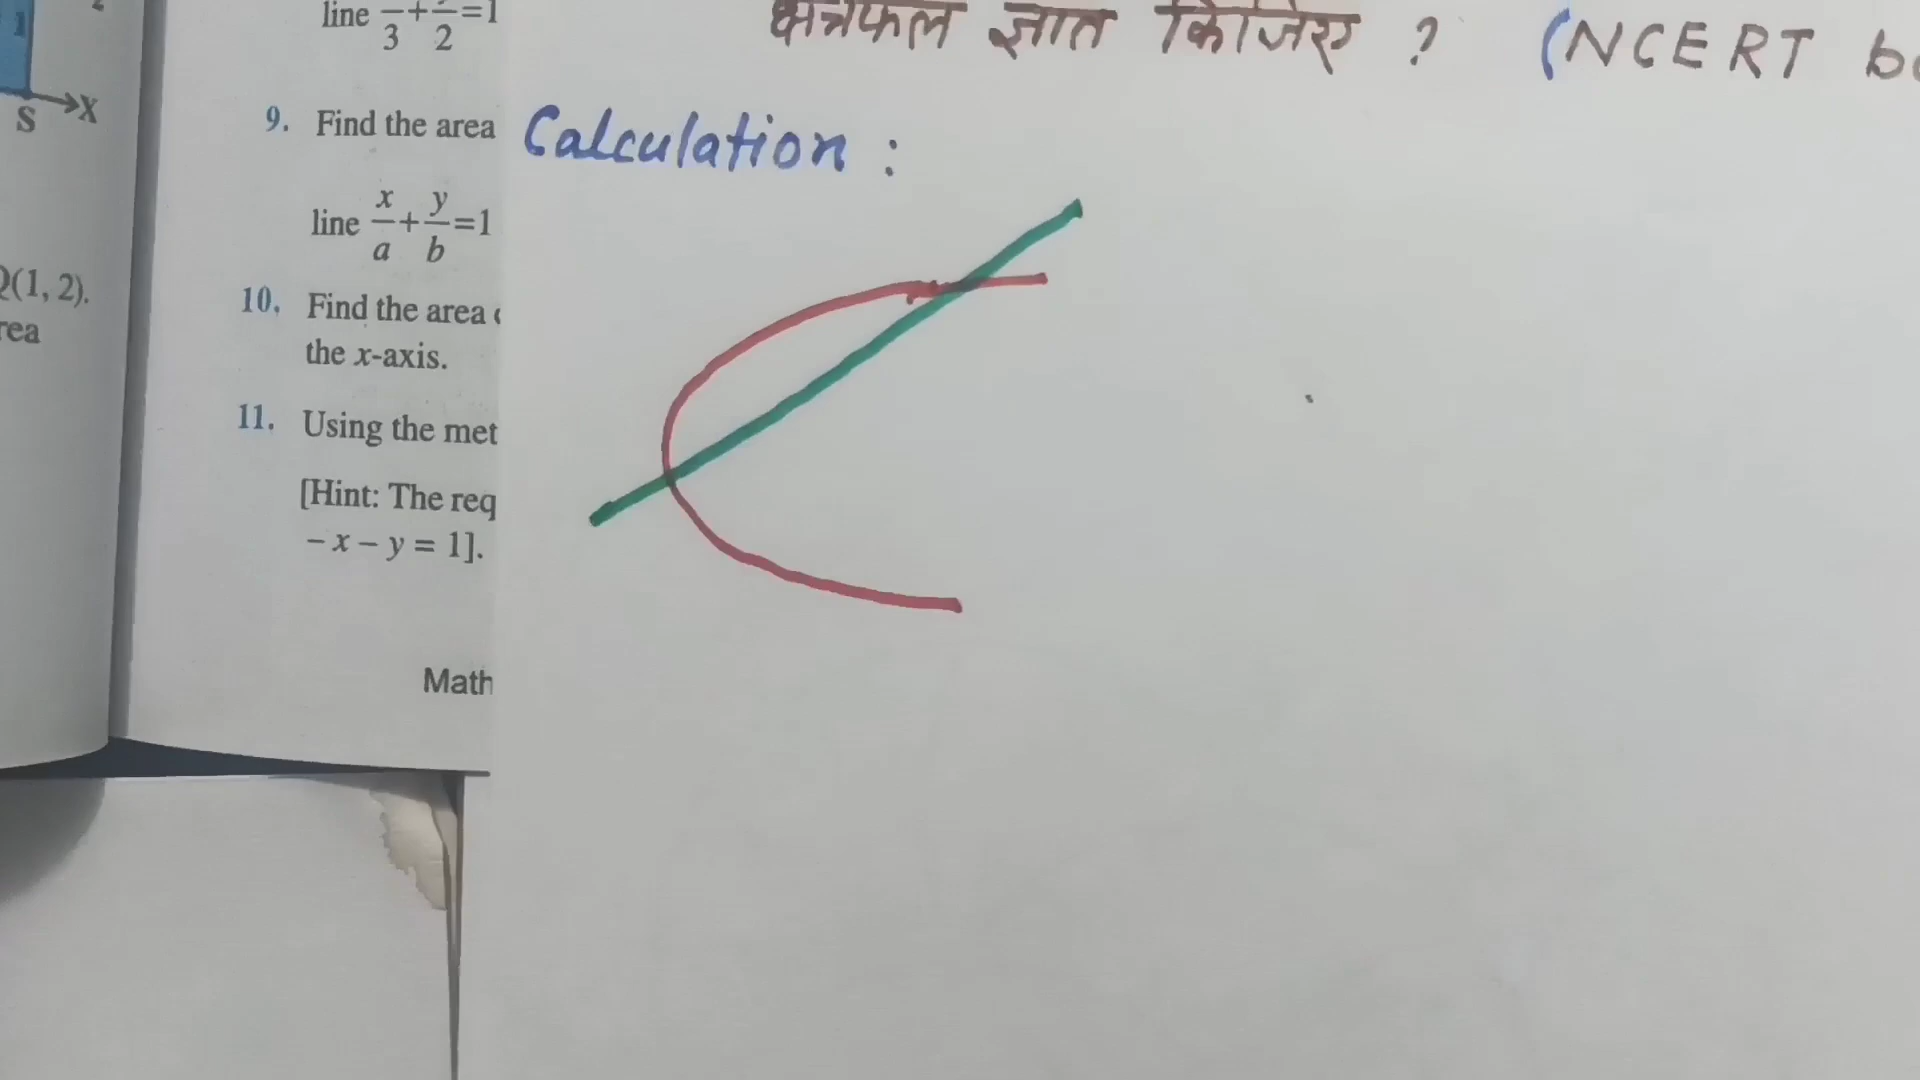 1
S
X
Q(1, 2).
rea
line 3 + 2 =1
9. Find the area
line x/a + y/b =1
10. Find the area
the x-axis.
11. Using the met
[Hint: The req
– x – y = 1].
Math
क्षेत्रफल ज्ञात किजिए ? (NCERT
Calculation :